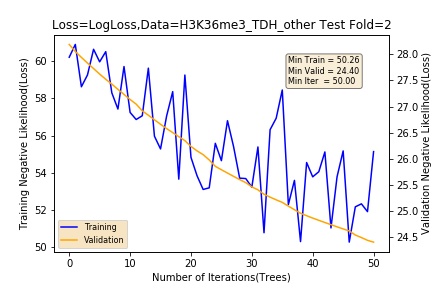 Loss=LogLoss,Data=H3K36me3_TDH_other Test Fold=2
Training Negative Likelihood(Loss)
60
58
56
54
52
50
Min Train = 50.26
Min Valid = 24.40
Min Iter = 50.00
Training
Validation
28.0
27.5
27.0
26.5
26.0
25.5
25.0
24.5
Validation Negative Likelihood(Loss)
0
10
20
30
40
50
Number of Iterations(Trees)